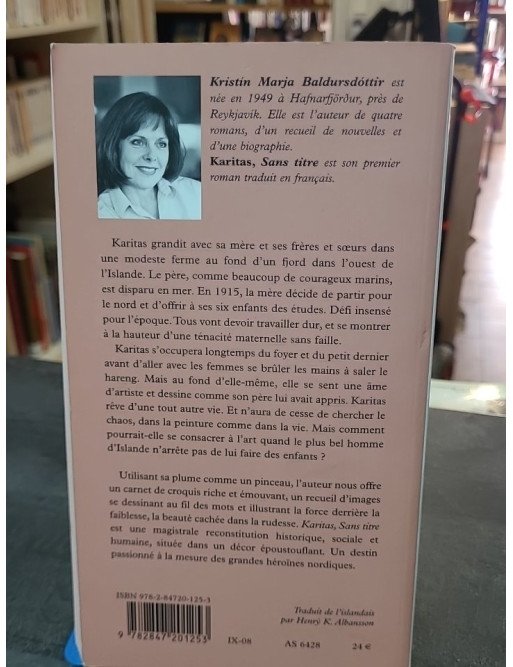 Kristín Marja Baldursdóttir est
née en 1949 à Hafnarfjörður, près de
Reykjavik. Elle est l'auteur de quatre
romans, d'un recueil de nouvelles et
d'une biographie.
Karitas, Sans titre est son premier
roman traduit en français.
Karitas grandit avec sa mère et ses frères et sœurs dans
une modeste ferme au fond d'un fjord dans l'ouest de
l'Islande. Le père, comme beaucoup de courageux marins,
est disparu en mer. En 1915, la mère décide de partir pour
le nord et d'offrir à ses six enfants des études. Défi insensé
pour l'époque. Tous vont devoir travailler dur, et se montrer
à la hauteur d'une ténacité maternelle sans faille.
Karitas s'occupera longtemps du foyer et du petit dernier
avant d'aller avec les femmes se brûler les mains à saler le
hareng. Mais au fond d'elle-même, elle se sent une âme
d'artiste et dessine comme son père lui avait appris. Karitas
rêve d'une tout autre vie. Et n'aura de cesse de chercher le
chaos, dans la peinture comme dans la vie. Mais comment
pourrait-elle se consacrer à l'art quand le plus bel homme
d'Islande n'arrête pas de lui faire des enfants ?
Utilisant sa plume comme un pinceau, l'auteur nous offre
un carnet de croquis riche et émouvant, un recueil d'images
se dessinant au fil des mots et illustrant la force derrière la
faiblesse, la beauté cachée dans la rudesse. Karitas, Sans titre
est une magistrale reconstitution historique, sociale et
humaine, située dans un décor époustouflant. Un destin
passionné à la mesure des grandes héroïnes nordiques.
ISBN 978-2-84720-125-3
Traduit de l'islandais
par Henrý K. Albansson
9 782847 201253
IX-08
AS 6428
24 €